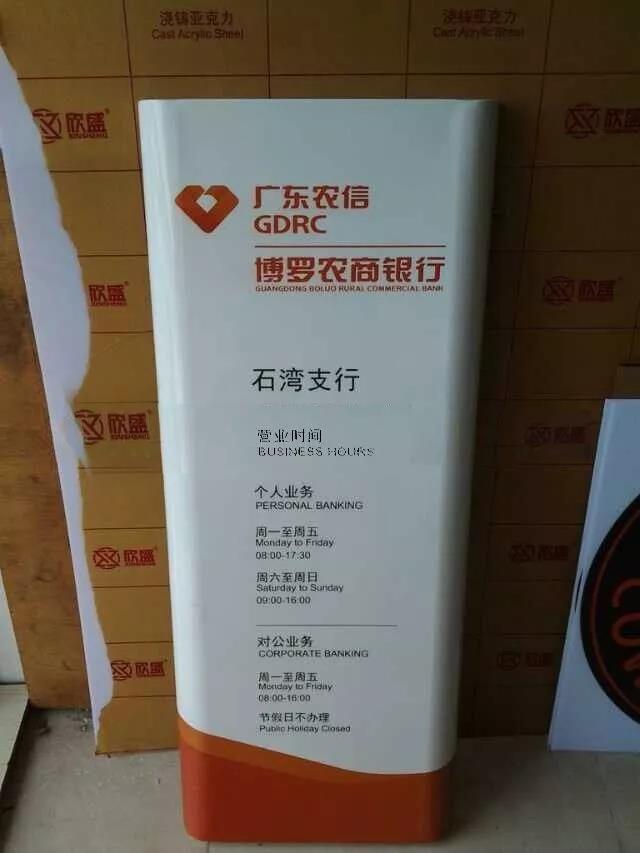 浇铸亚克力
Cast Acrylic Sheel
浇铸亚克力
Cast Acrylic Sheel
欣盛
XINSHENG
欣盛
XINSHENG
广东农信
GDRC
博罗农商银行
GUANGDONG BOLUO RURAL COMMERCIAL BANK
欣盛
欣盛
石湾支行
欣盛
XINSHENG
欣盛
营业时间
BUSINESS HOURS
个人业务
PERSONAL BANKING
周一至周五
Monday to Friday
08:00-17:30
欣盛
欣盛
周六至周日
Saturday to Sunday
09:00-16:00
对公业务
CORPORATE BANKING
欣盛
欣盛
周一至周五
Monday to Friday
08:00-16:00
节假日不办理
Public Holiday Closed